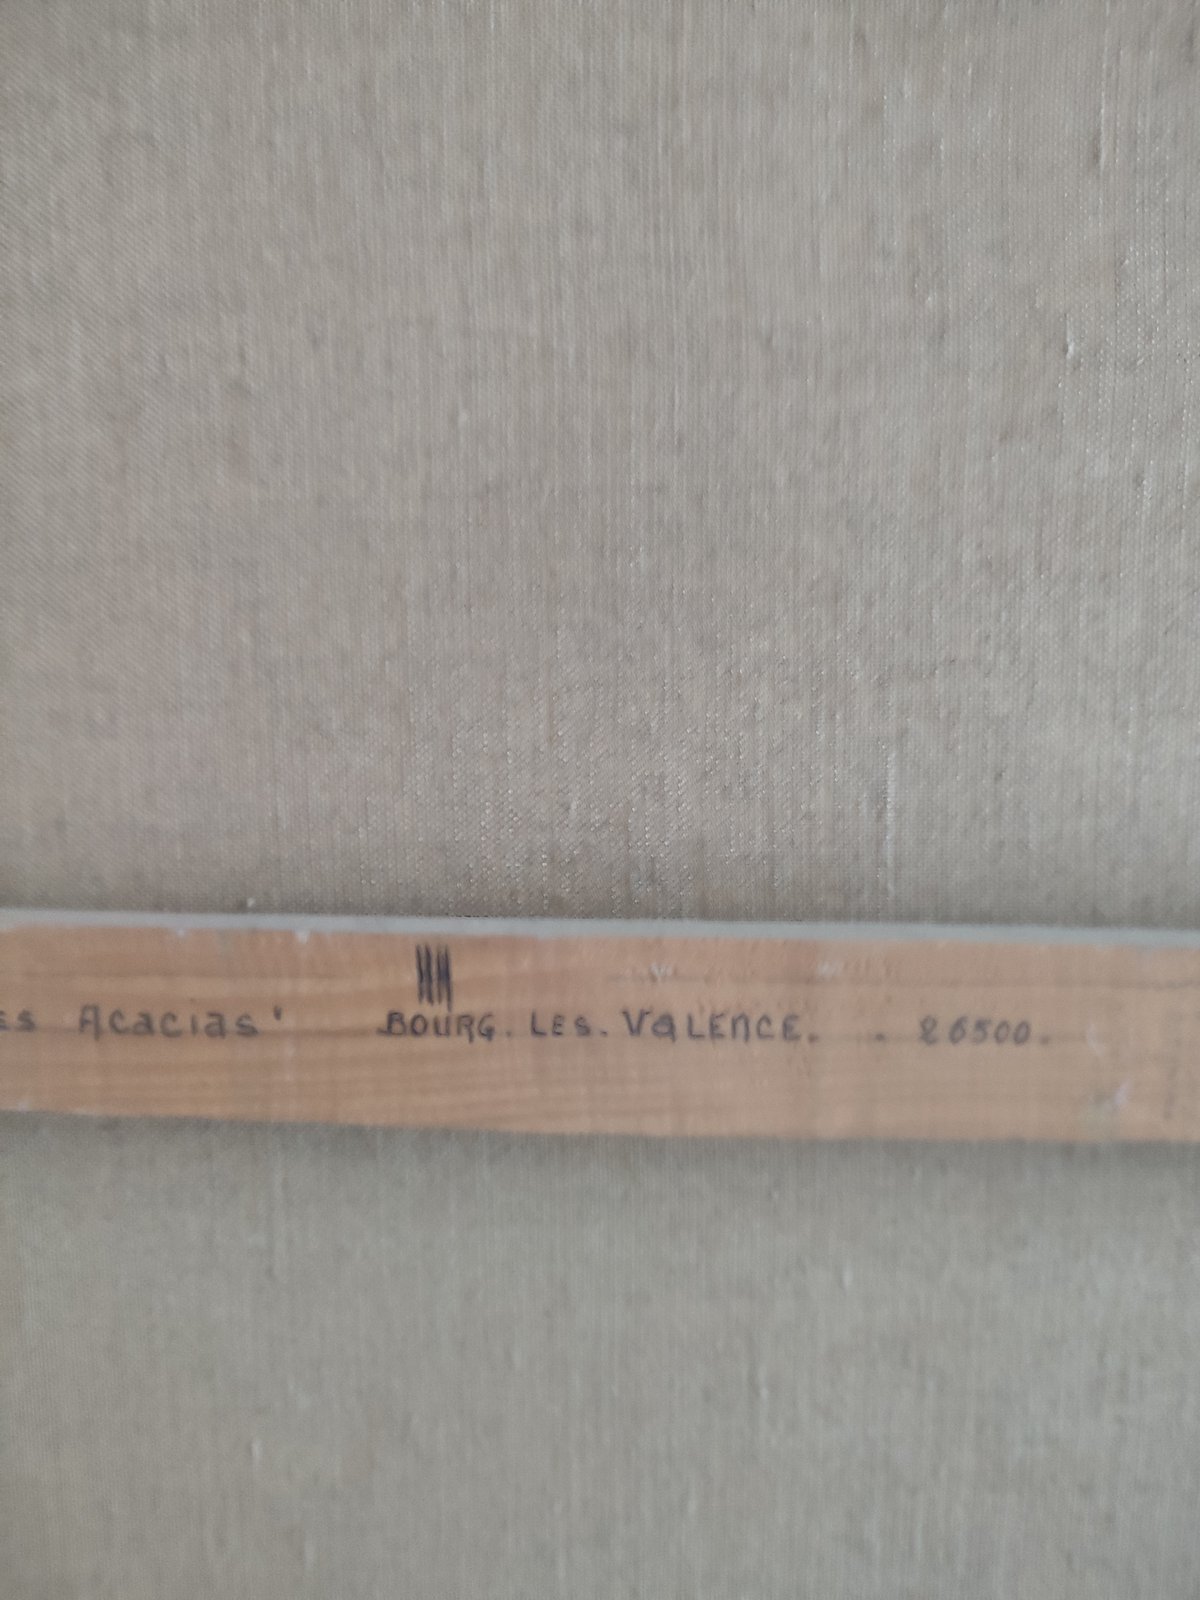 es Acacias' BOURG. LES. VALENCE. . 26500.